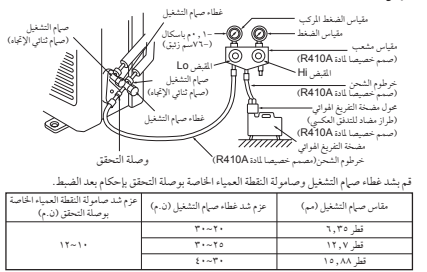 غطاء صمام التشغيل
مقياس الضغط المركب
صمام التشغيل
(صمام ثنائي الإتجاه)
–٠,١ م باسكال
(–٧٦سم زئبق)
مقياس الضغط
مقياس مشعب
(صمم خصيصا لمادة R410A)
المقبض Lo
المقبض Hi
صمام التشغيل
(صمام ثنائي الإتجاه)
خرطوم الشحن
(صمم خصيصا لمادة R410A)
محول مضخة التفريغ الهوائي
(طراز مضاد للتدفق العكسي)
(صمم خصيصا لمادة R410A)
غطاء صمام التشغيل
مضخة التفريغ الهوائي
وصلة التحقق
خرطوم الشحن(مصمم خصيصا لمادة R410A)
قم بشد غطاء صمام التشغيل وصامولة النقطة العمياء الخاصة بوصلة التحقق بإحكام بعد الضبط.
مقاس صمام التشغيل (مم)
عزم شد غطاء صمام التشغيل (ن.م)
عزم شد صامولة النقطة العمياء الخاصة
بوصلة التحقق (ن.م)
قطر ٦,٣٥
٢٠~٣٠
١٠~١٢
قطر ١٢,٧
٢٥~٣٠
قطر ١٥,٨٨
٣٠~٤٠